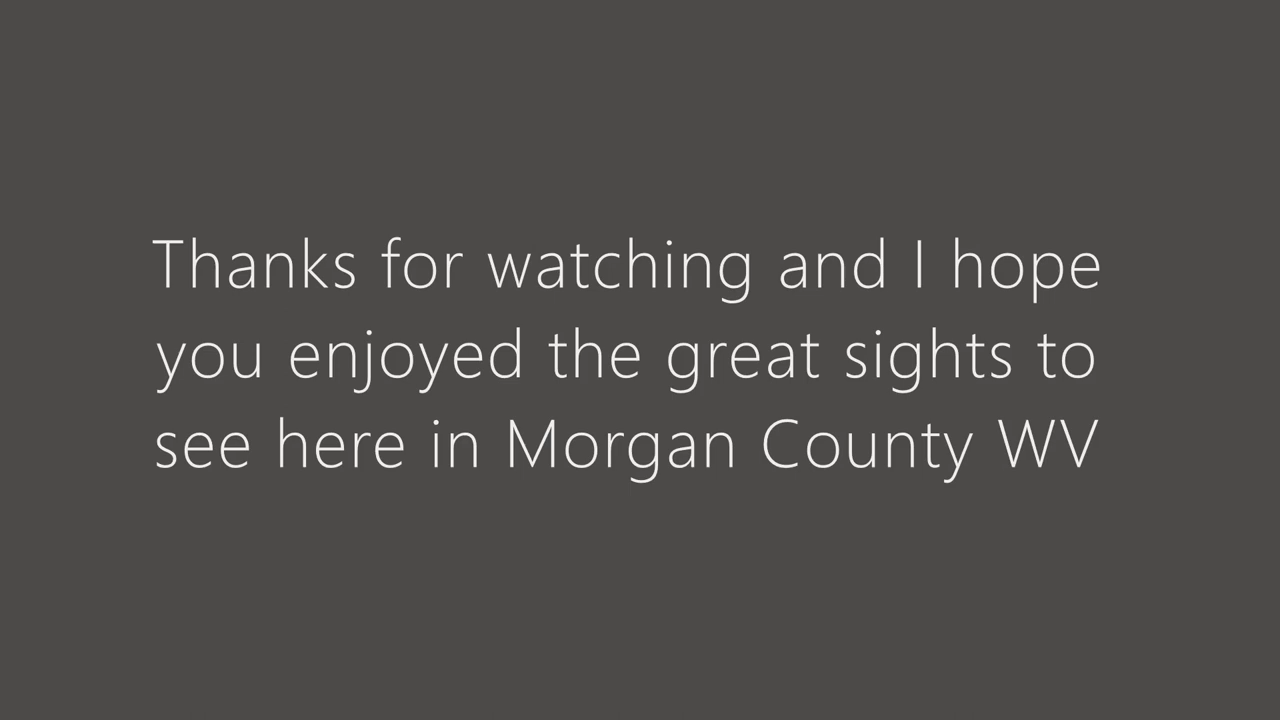 Thanks for watching and I hope
you enjoyed the great sights to
see here in Morgan County WV